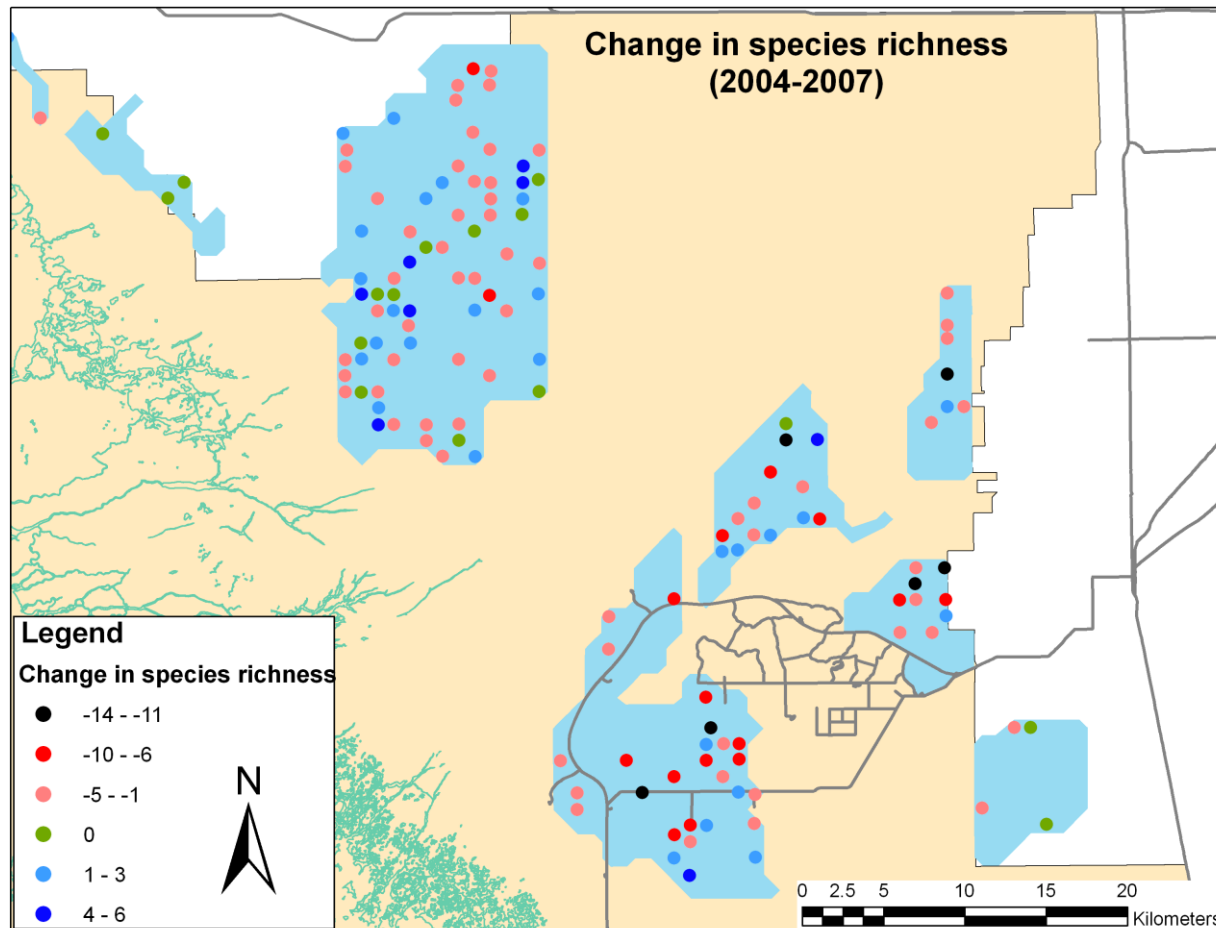 Change in species richness
(2004-2007)
Legend
Change in species richness
-14 - -11
-10 - -6
-5 - -1
0
1 - 3
4 - 6
N
0 2.5 5 10 15 20
Kilometers